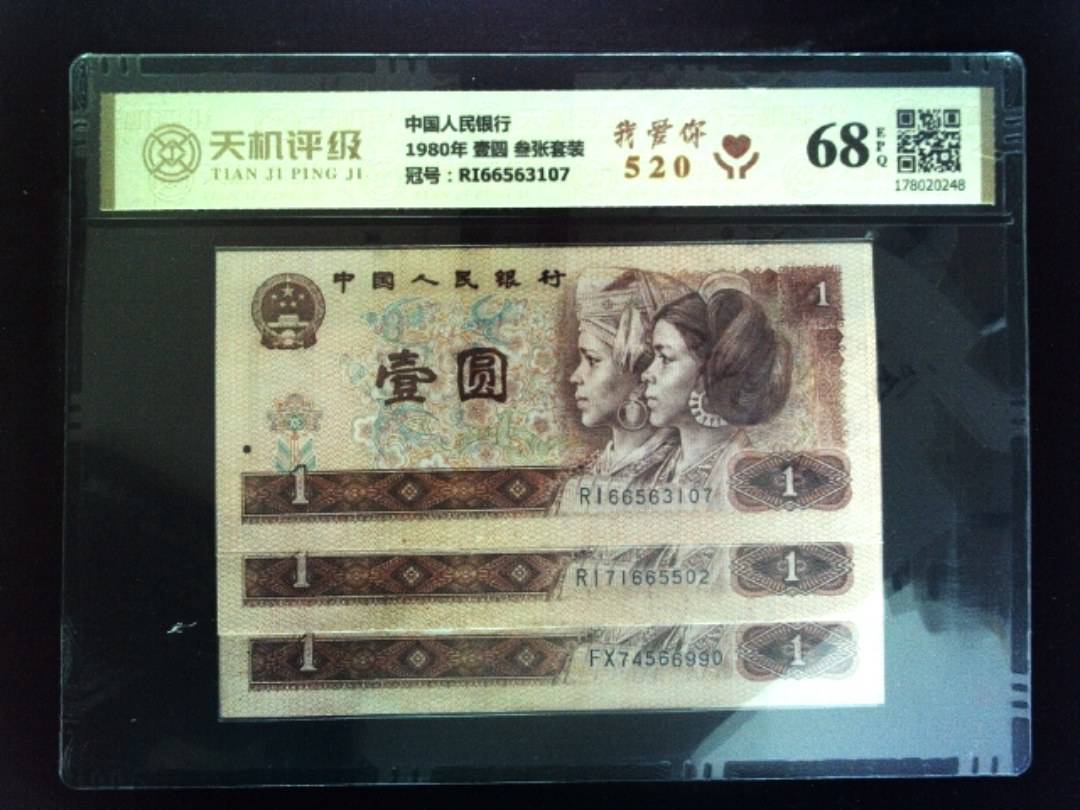 天机评级
TIAN JI PING JI
中国人民银行
1980年 壹圆 叁张套装
冠号：RI66563107
我爱你
520
68
EPQ
178020248
中国人民银行
1
壹圆
1
RI66563107
1
1
RI71665502
1
1
FX74566990
1